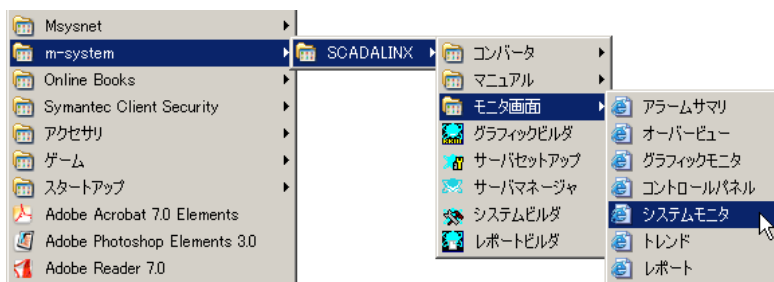 Msysnet
m-system
Online Books
Symantec Client Security
アクセサリ
ゲーム
スタートアップ
Adobe Acrobat 7.0 Elements
Adobe Photoshop Elements 3.0
Adobe Reader 7.0
SCADALINX
コンバータ
マニュアル
モニタ画面
グラフィックビルダ
サーバセットアップ
サーバマネージャ
システムビルダ
レポートビルダ
アラームサマリ
オーバービュー
グラフィックモニタ
コントロールパネル
システムモニタ
トレンド
レポート